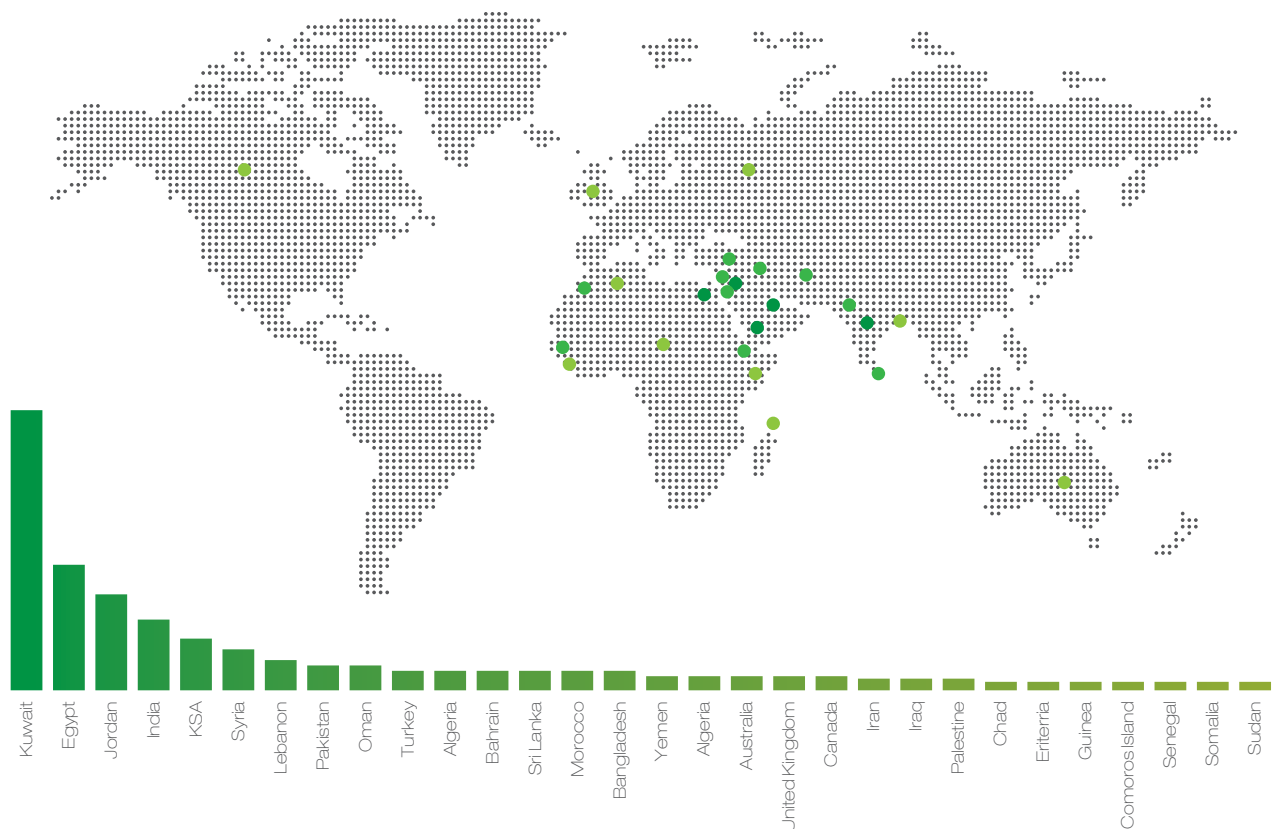 Kuwait
Egypt
Jordan
India
KSA
Syria
Lebanon
Pakistan
Oman
Turkey
Algeria
Bahrain
Sri Lanka
Morocco
Bangladesh
Yemen
Algeria
Australia
United Kingdom
Canada
Iran
Iraq
Palestine
Chad
Eriterria
Guinea
Comoros Island
Senegal
Somalia
Sudan